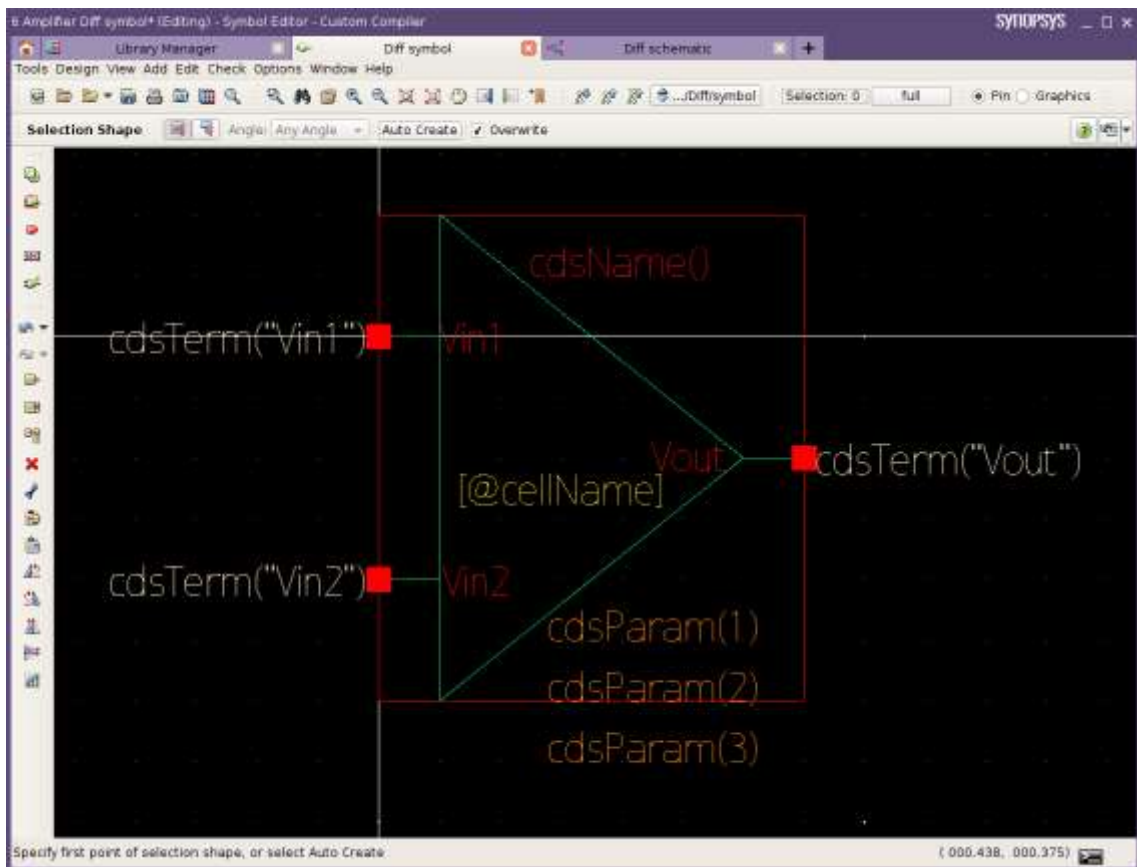 6 Amplifier Diff symbol* (Editing) - Symbol Editor - Custom Compiler SYNOPSYS
Library Manager Diff symbol Diff schematic
Tools Design View Add Edit Check Options Window Help
.../Diff/symbol Selection: 0 full Pin Graphics
Selection Shape Angle: Any Angle Auto Create Overwrite
cdsName()
cdsTerm("Vin1") Vin1
Vout cdsTerm("Vout")
[@cellName]
cdsTerm("Vin2") Vin2
cdsParam(1)
cdsParam(2)
cdsParam(3)
Specify first point of selection shape, or select Auto Create ( 000.438, 000.375)